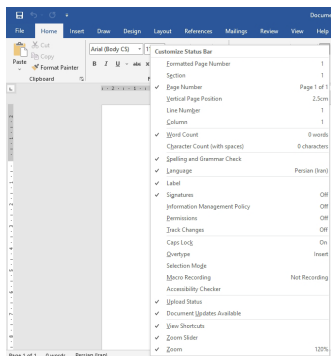 Docume
File Home Insert Draw Design Layout References Mailings Review View Help
Cut
Copy
Paste
Format Painter
Clipboard
Arial (Body CS)
B I U abc
Customize Status Bar
Formatted Page Number 1
Section 1
Page Number Page 1 of 1
Vertical Page Position 2.5cm
Line Number 1
Column 1
Word Count 0 words
Character Count (with spaces) 0 characters
Spelling and Grammar Check
Language Persian (Iran)
Label
Signatures Off
Information Management Policy Off
Permissions Off
Track Changes Off
Caps Lock On
Overtype Insert
Selection Mode
Macro Recording Not Recording
Accessibility Checker
Upload Status
Document Updates Available
View Shortcuts
Zoom Slider
Zoom 120%
Page 1 of 1 0 words Persian (Iran)